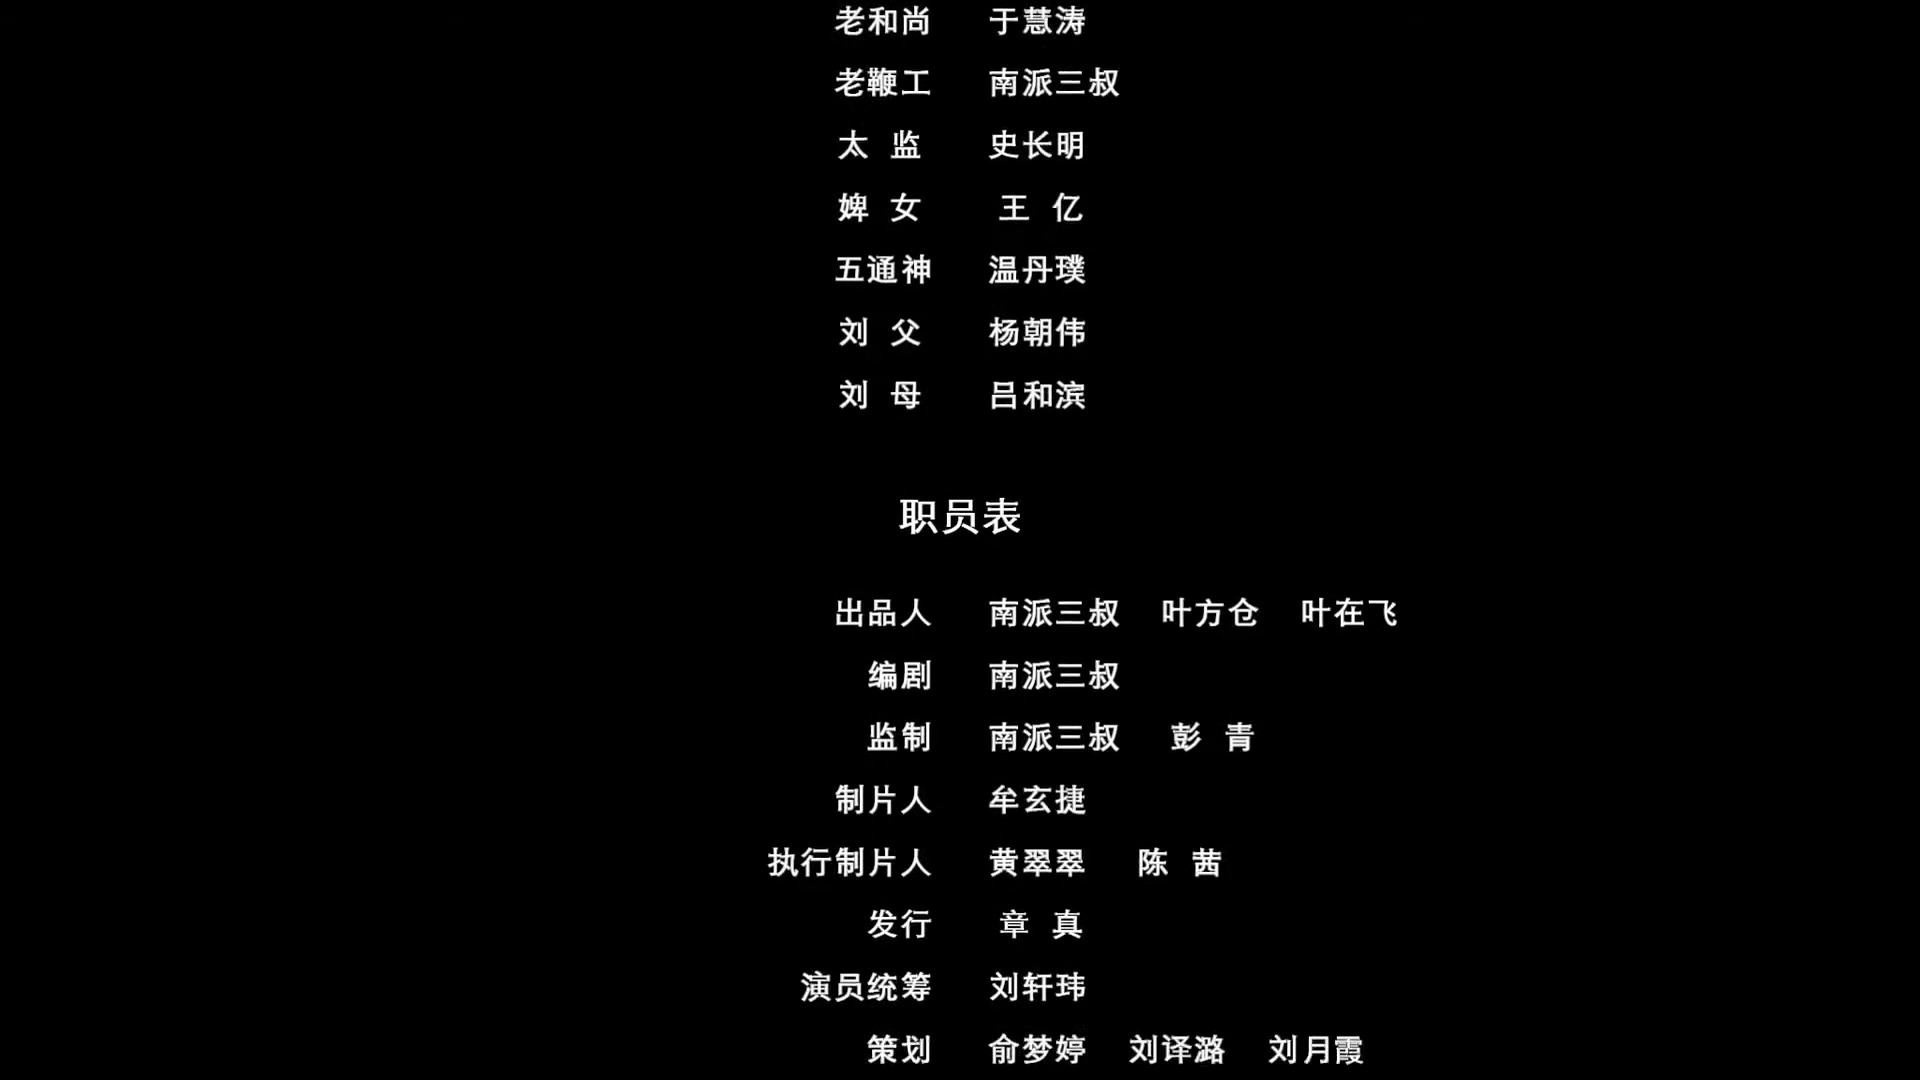 老和尚 于慧涛
老鞭工 南派三叔
太 监 史长明
婢 女 王 亿
五通神 温丹璞
刘 父 杨朝伟
刘 母 吕和滨
职员表
出品人 南派三叔 叶方仓 叶在飞
编剧 南派三叔
监制 南派三叔 彭 青
制片人 牟玄捷
执行制片人 黄翠翠 陈 茜
发行 章 真
演员统筹 刘轩玮
策划 俞梦婷 刘译潞 刘月霞